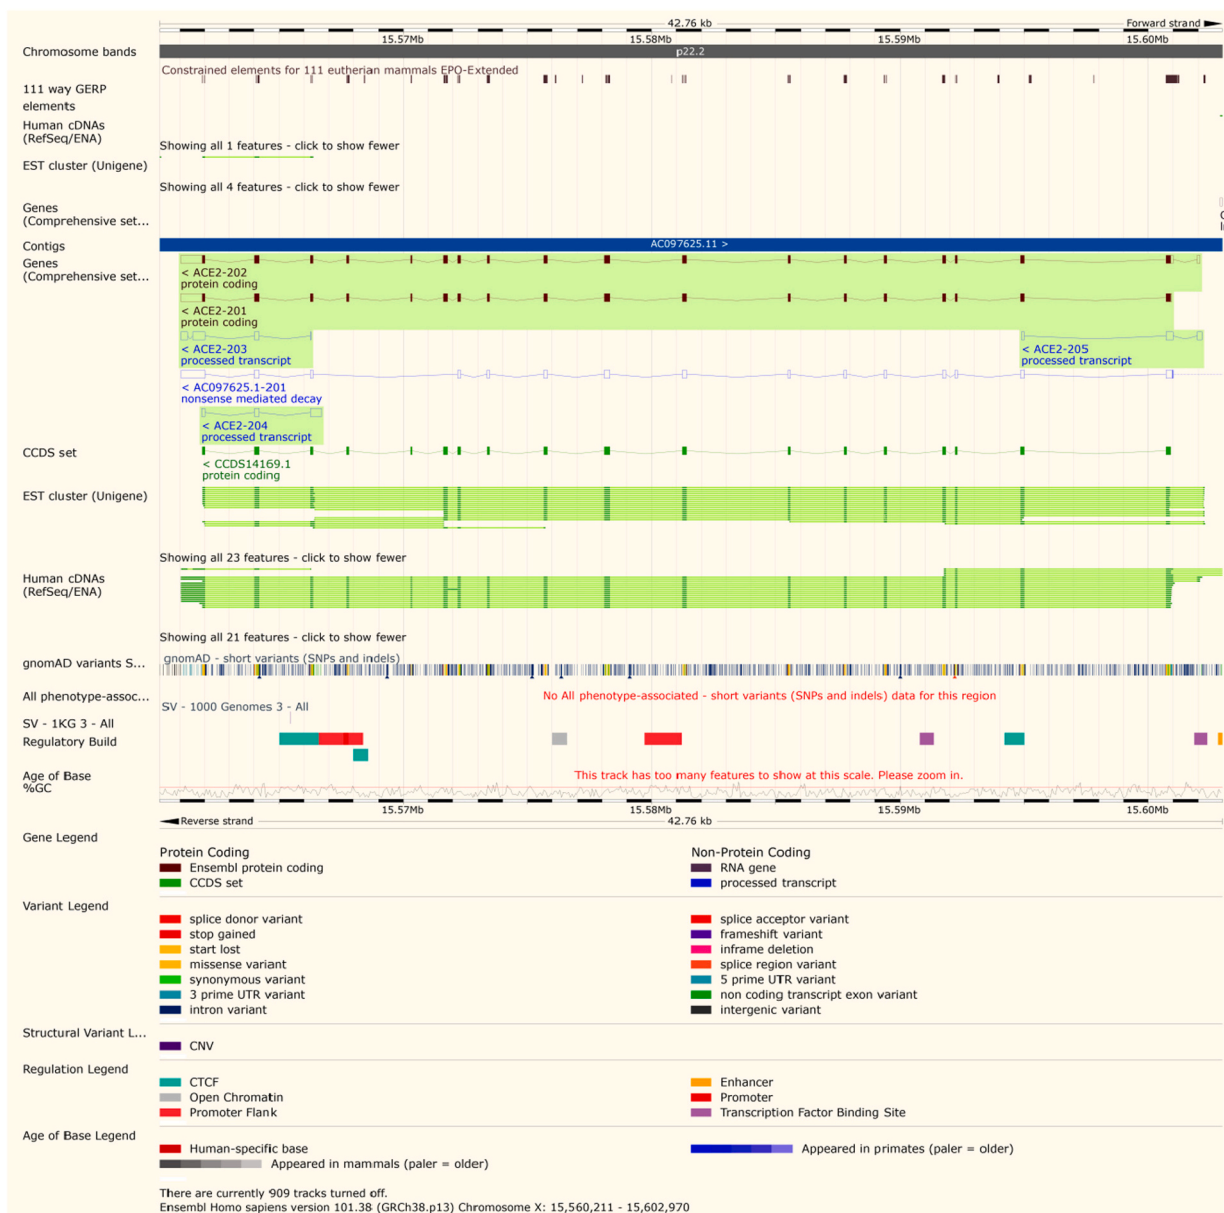 42.76 kb
Forward strand
15.57Mb 15.58Mb 15.59Mb 15.60Mb
Chromosome bands
p22.2
Constrained elements for 111 eutherian mammals EPO-Extended
111 way GERP
elements
Human cDNAs
(RefSeq/ENA)
Showing all 1 features - click to show fewer
EST cluster (Unigene)
Showing all 4 features - click to show fewer
Genes
(Comprehensive set...
Contigs
AC097625.11 >
Genes
(Comprehensive set...
< ACE2-202
protein coding
< ACE2-201
protein coding
< ACE2-203
processed transcript
< ACE2-205
processed transcript
< AC097625.1-201
nonsense mediated decay
< ACE2-204
processed transcript
CCDS set
< CCDS14169.1
protein coding
EST cluster (Unigene)
Showing all 23 features - click to show fewer
Human cDNAs
(RefSeq/ENA)
Showing all 21 features - click to show fewer
gnomAD variants S...
gnomAD - short variants (SNPs and indels)
All phenotype-assoc...
No All phenotype-associated - short variants (SNPs and indels) data for this region
SV - 1000 Genomes 3 - All
SV - 1KG 3 - All
Regulatory Build
Age of Base
This track has too many features to show at this scale. Please zoom in.
%GC
15.57Mb 15.58Mb 15.59Mb 15.60Mb
Reverse strand
42.76 kb
Gene Legend
Protein Coding
Ensembl protein coding
CCDS set
Non-Protein Coding
RNA gene
processed transcript
Variant Legend
splice donor variant
stop gained
start lost
missense variant
synonymous variant
3 prime UTR variant
intron variant
splice acceptor variant
frameshift variant
inframe deletion
splice region variant
5 prime UTR variant
non coding transcript exon variant
intergenic variant
Structural Variant L...
CNV
Regulation Legend
CTCF
Open Chromatin
Promoter Flank
Enhancer
Promoter
Transcription Factor Binding Site
Age of Base Legend
Human-specific base
Appeared in mammals (paler = older)
Appeared in primates (paler = older)
There are currently 909 tracks turned off.
Ensembl Homo sapiens version 101.38 (GRCh38.p13) Chromosome X: 15,560,211 - 15,602,970